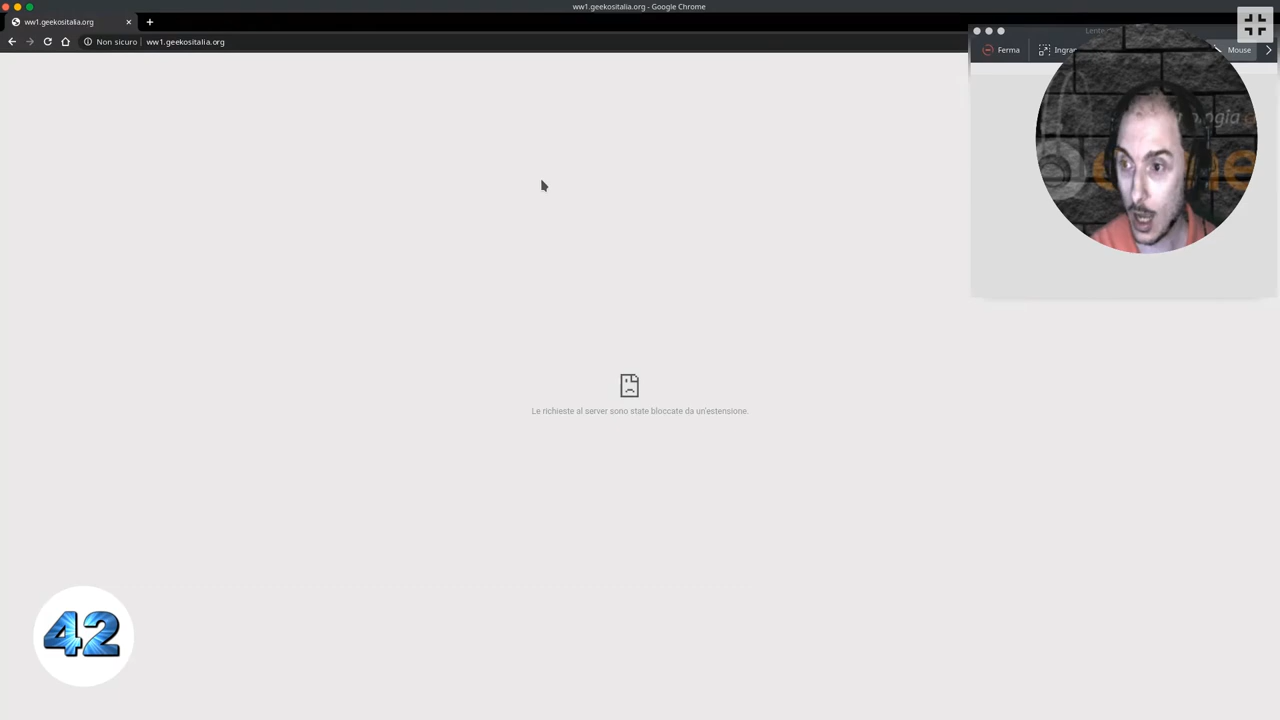 ww1.geekositalia.org - Google Chrome
ww1.geekositalia.org
Non sicuro
ww1.geekositalia.org
Lente
Ferma
Mouse
Le richieste al server sono state bloccate da un'estensione.
42